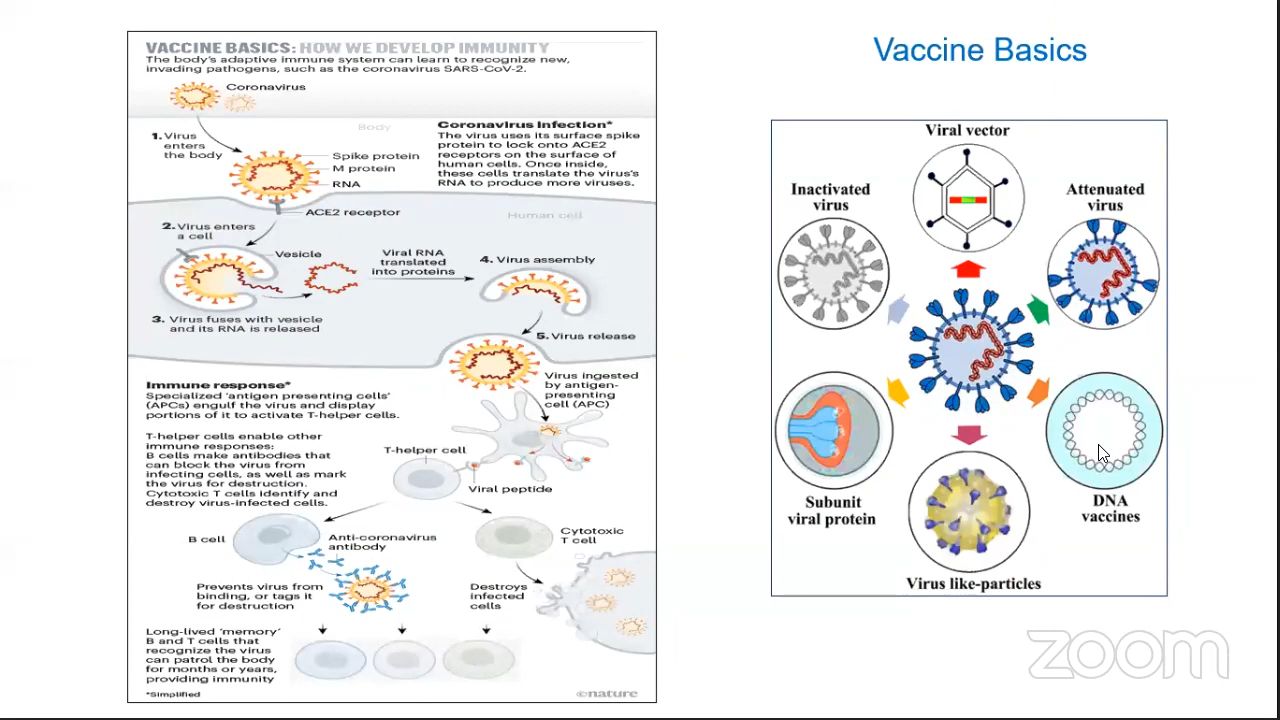 VACCINE BASICS: HOW WE DEVELOP IMMUNITY
The body's adaptive immune system can learn to recognize new,
invading pathogens, such as the coronavirus SARS-CoV-2.
Coronavirus
1. Virus
enters
the body
Body
Coronavirus infection*
The virus uses its surface spike
protein to lock onto ACE2
receptors on the surface of
human cells. Once inside,
these cells translate the virus's
RNA to produce more viruses.
Spike protein
M protein
RNA
ACE2 receptor
Human cell
2. Virus enters
a cell
Vesicle
Viral RNA
translated
into proteins
4. Virus assembly
3. Virus fuses with vesicle
and its RNA is released
5. Virus release
Immune response*
Specialized 'antigen presenting cells'
(APCs) engulf the virus and display
portions of it to activate T-helper cells.
Virus ingested
by antigen-
presenting
cell (APC)
T-helper cells enable other
immune responses:
B cells make antibodies that
can block the virus from
infecting cells, as well as mark
the virus for destruction.
Cytotoxic T cells identify and
destroy virus-infected cells.
T-helper cell
Viral peptide
B cell
Anti-coronavirus
antibody
Cytotoxic
T cell
Prevents virus from
binding, or tags it
for destruction
Destroys
infected
cells
Long-lived 'memory'
B and T cells that
recognize the virus
can patrol the body
for months or years,
providing immunity
*Simplified
©nature
Vaccine Basics
Viral vector
Inactivated
virus
Attenuated
virus
Subunit
viral protein
DNA
vaccines
Virus like-particles
zoom